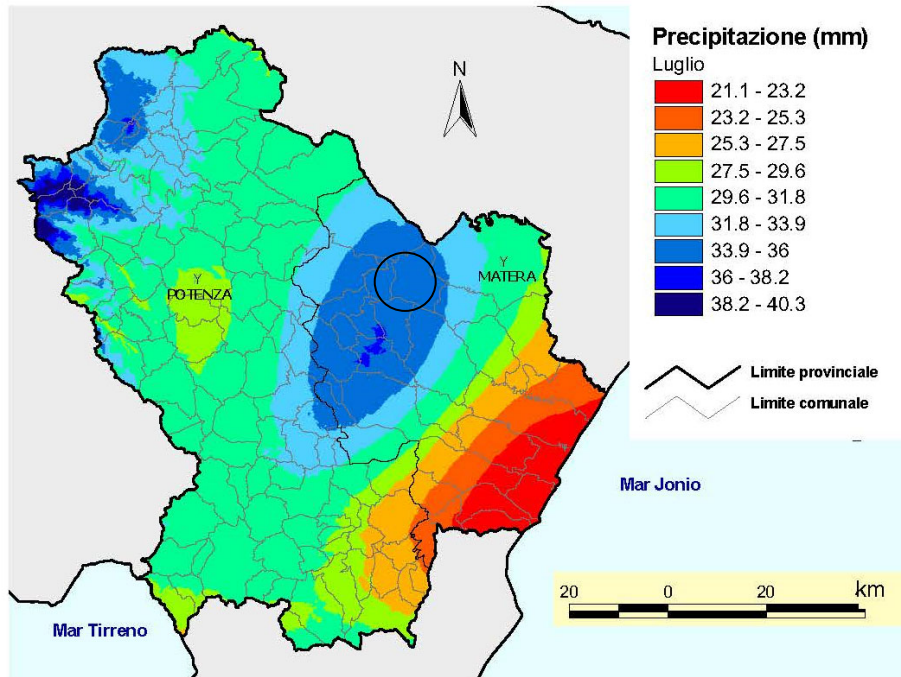 Precipitazione (mm)
Luglio
21.1 - 23.2
23.2 - 25.3
25.3 - 27.5
27.5 - 29.6
29.6 - 31.8
31.8 - 33.9
33.9 - 36
36 - 38.2
38.2 - 40.3
Limite provinciale
Limite comunale
N
Y
POTENZA
Y
MATERA
Mar Jonio
Mar Tirreno
20 0 20 km